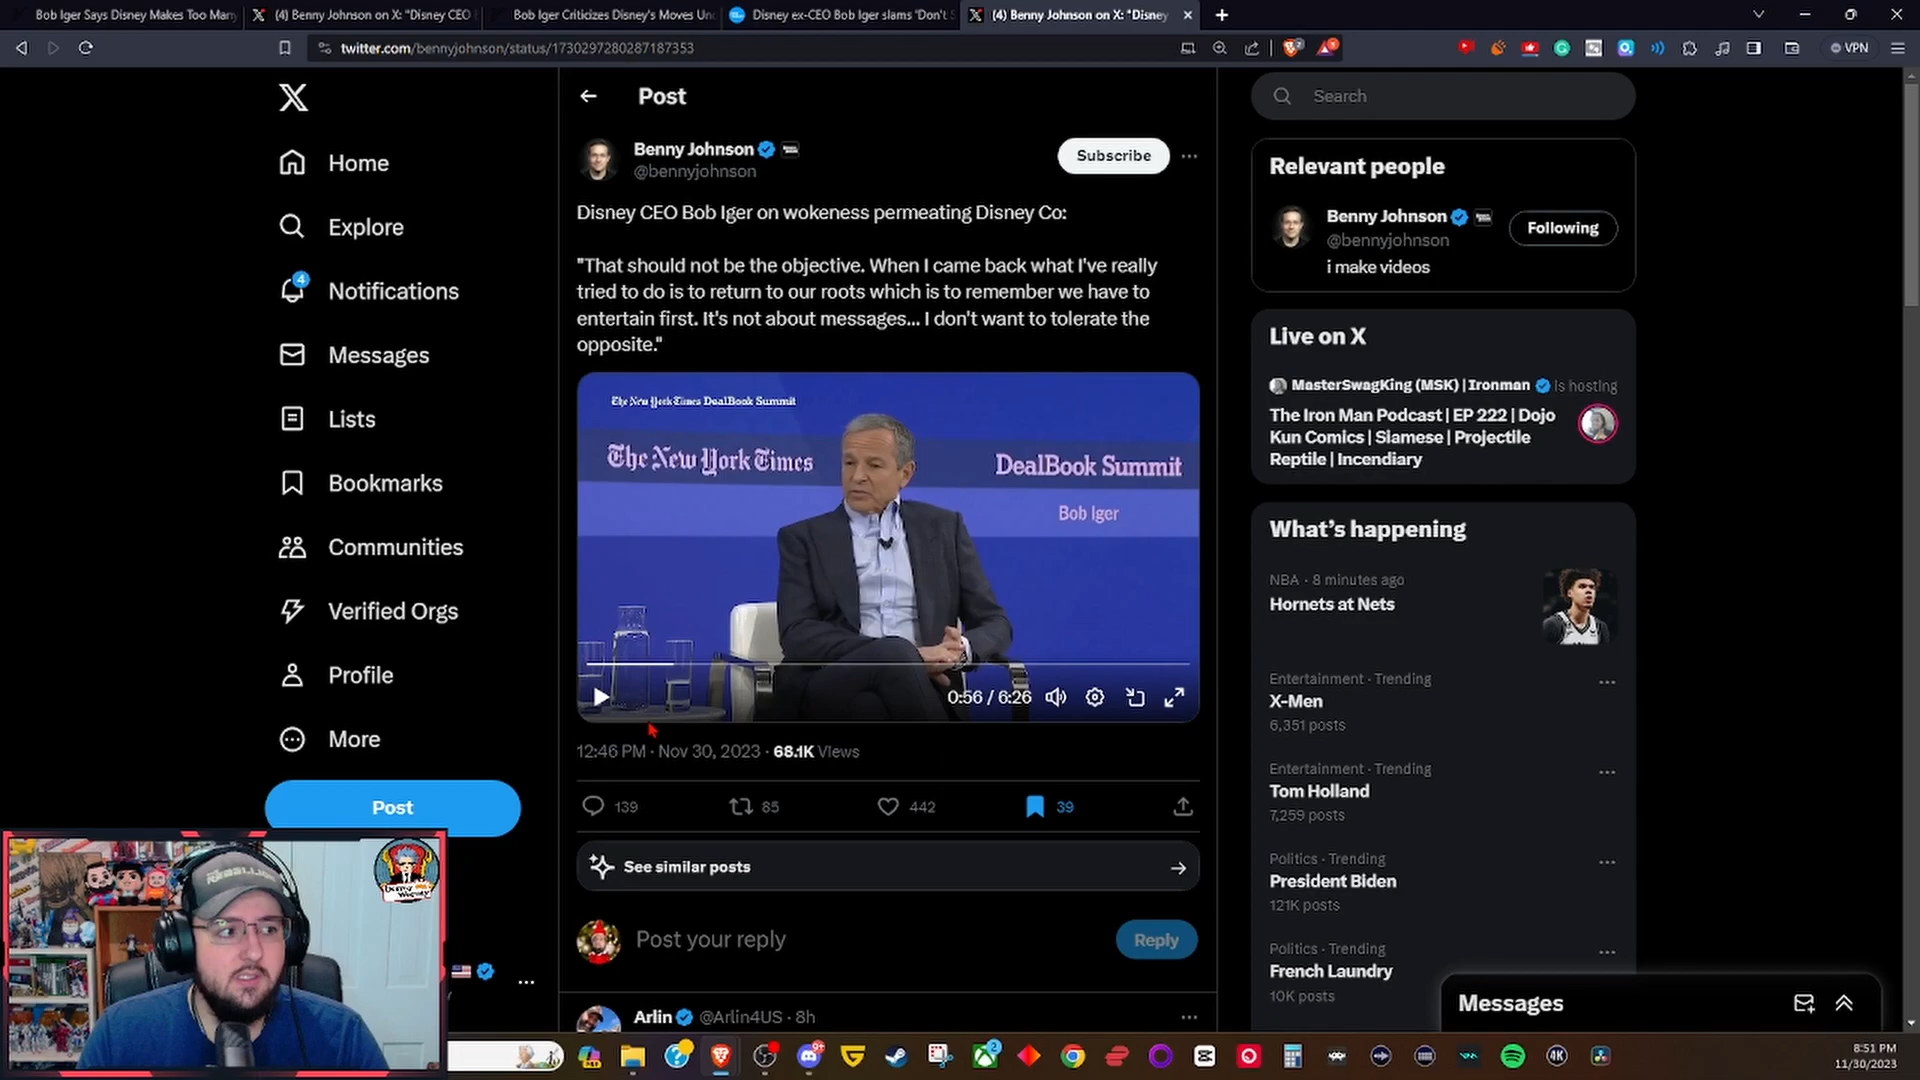 Bob Iger Says Disney Makes Too Many
(4) Benny Johnson on X: "Disney CEO
Bob Iger Criticizes Disney's Moves Un
Disney ex-CEO Bob Iger slams 'Don't S
(4) Benny Johnson on X: "Disney
twitter.com/bennyjohnson/status/1730297280287187353
VPN
Post
Search
Benny Johnson
@bennyjohnson
Subscribe
Home
Explore
4
Notifications
Messages
Lists
Bookmarks
Communities
Verified Orgs
Profile
More
Post
Disney CEO Bob Iger on wokeness permeating Disney Co:
"That should not be the objective. When I came back what I've really
tried to do is to return to our roots which is to remember we have to
entertain first. It's not about messages... I don't want to tolerate the
opposite."
The New York Times DealBook Summit
The New York Times
DealBook Summit
Bob Iger
0:56 / 6:26
12:46 PM · Nov 30, 2023 · 68.1K Views
139
85
442
39
See similar posts
Post your reply
Reply
Arlin @Arlin4US · 8h
Relevant people
Benny Johnson
@bennyjohnson
Following
i make videos
Live on X
MasterSwagKing (MSK) | Ironman is hosting
The Iron Man Podcast | EP 222 | Dojo
Kun Comics | Siamese | Projectile
Reptile | Incendiary
What's happening
NBA · 8 minutes ago
Hornets at Nets
Entertainment · Trending
X-Men
6,351 posts
Entertainment · Trending
Tom Holland
7,259 posts
Politics · Trending
President Biden
121K posts
Politics · Trending
French Laundry
10K posts
Messages
REBELLION
4K
8:51 PM
11/30/2023